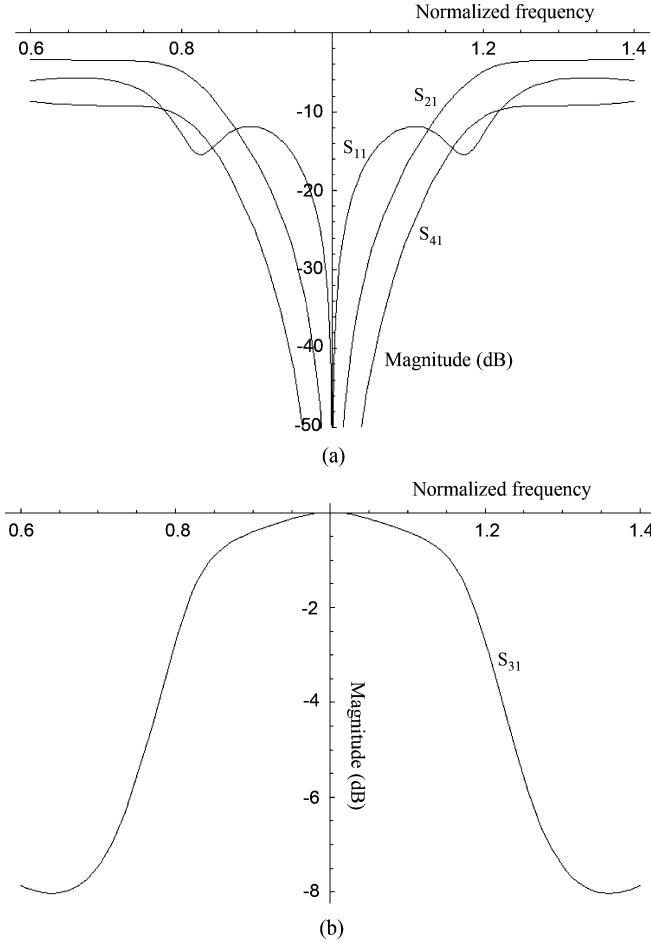 Normalized frequency
0.6 0.8 1.2 1.4
-10
S21
S11
-20
S41
-30
-40
Magnitude (dB)
-50
(a)
Normalized frequency
0.6 0.8 1.2 1.4
-2
S31
-4
Magnitude (dB)
-6
-8
(b)